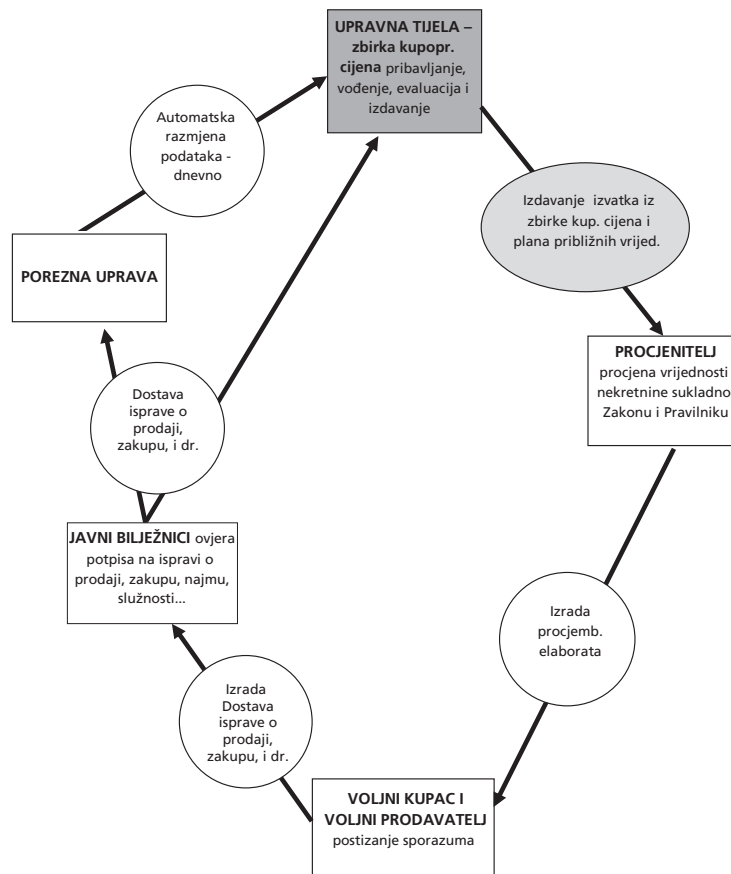 UPRAVNA TIJELA –
zbirka kupopr.
cijena pribavljanje,
vođenje, evaluacija i
izdavanje
Automatska
razmjena
podataka -
dnevno
Izdavanje izvatka iz
zbirke kup. cijena i
plana približnih vrijed.
POREZNA UPRAVA
PROCJENITELJ
procjena vrijednosti
nekretnine sukladno
Zakonu i Pravilniku
Dostava
isprave o
prodaji,
zakupu, i dr.
JAVNI BILJEŽNICI ovjera
potpisa na ispravi o
prodaji, zakupu, najmu,
služnosti...
Izrada
procjemb.
elaborata
Izrada
Dostava
isprave o
prodaji,
zakupu, i dr.
VOLJNI KUPAC I
VOLJNI PRODAVATELJ
postizanje sporazuma